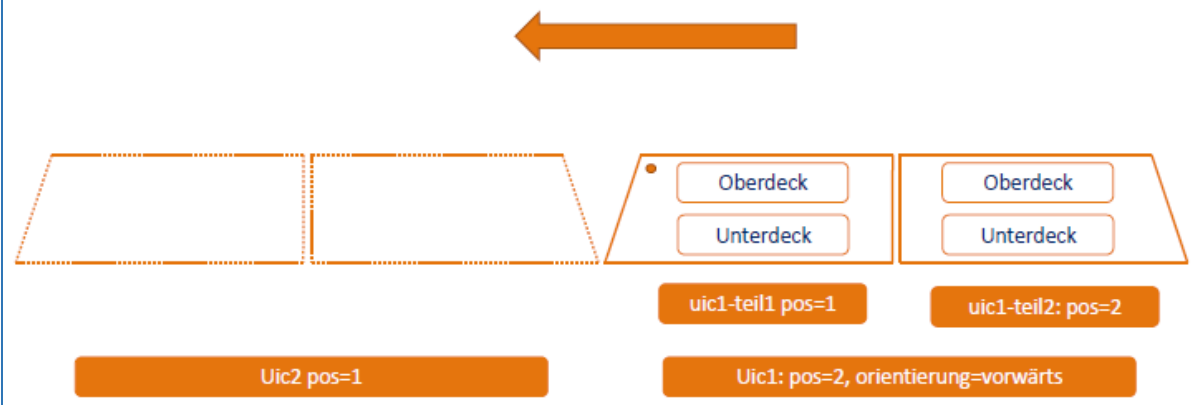 Oberdeck
Oberdeck
Unterdeck
Unterdeck
uic1-teil1 pos=1
uic1-teil2: pos=2
Uic2 pos=1
Uic1: pos=2, orientierung=vorwärts